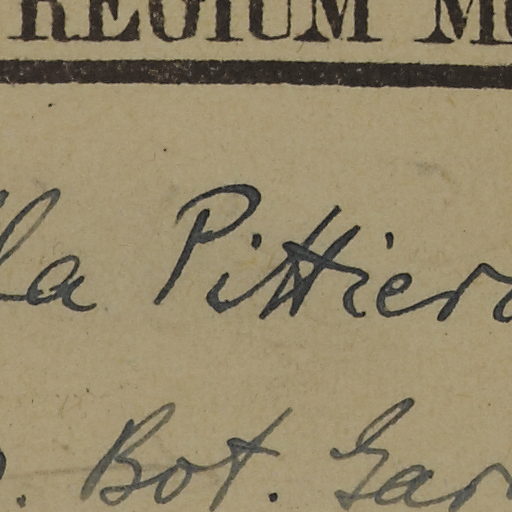 REGIUM M
la Pittier
. Bot. Gar